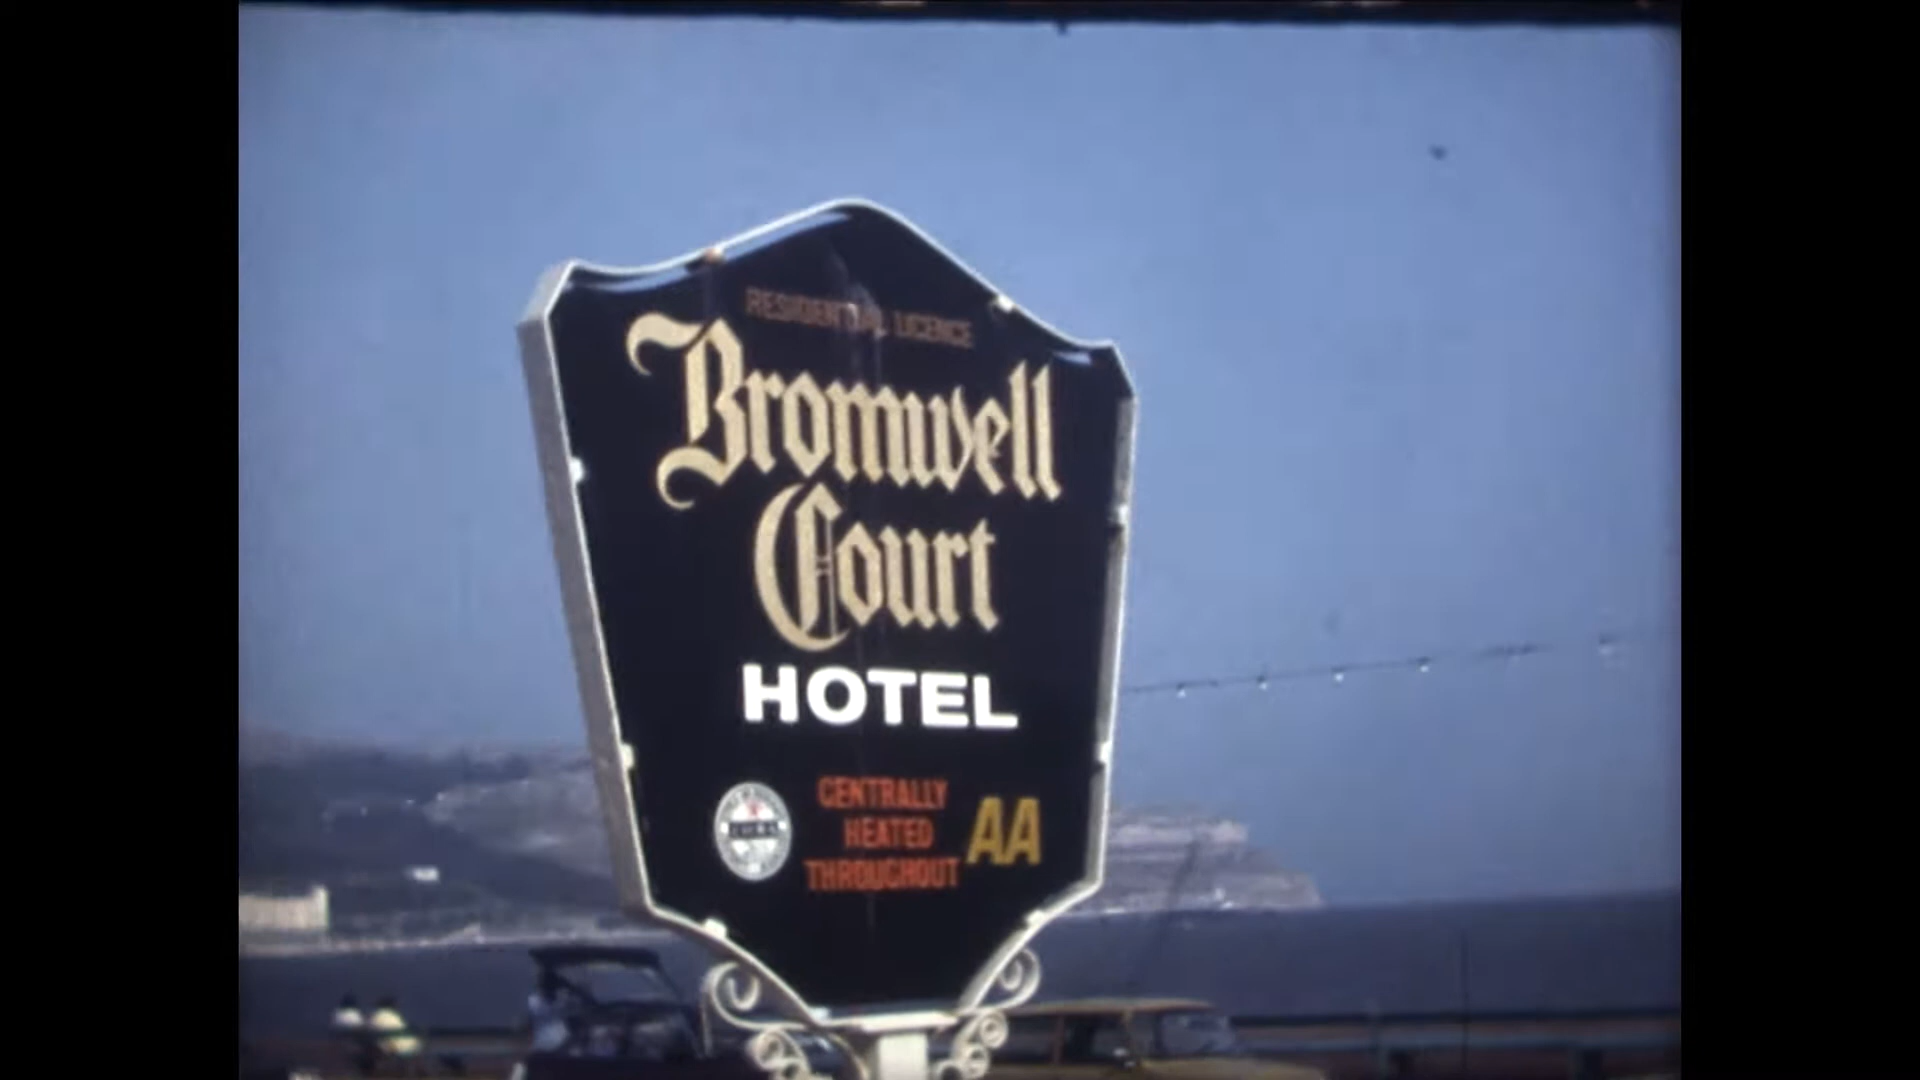 RESIDENTIAL LICENCE
Bromwell
Court
HOTEL
CENTRALLY
HEATED
THROUGHOUT
AA